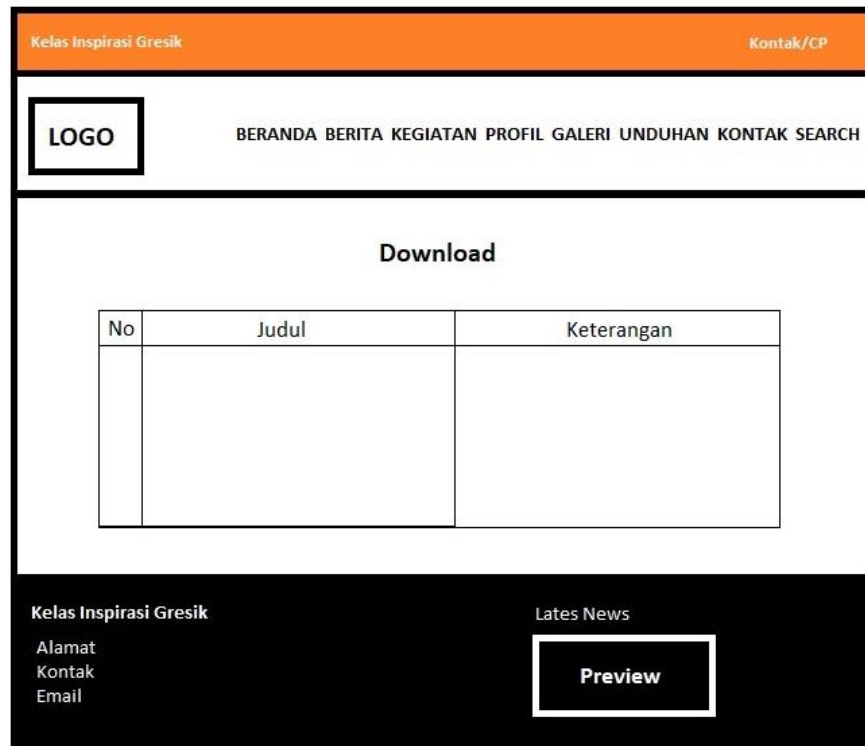 Kelas Inspirasi Gresik Kontak/CP
LOGO BERANDA BERITA KEGIATAN PROFIL GALERI UNDUHAN KONTAK SEARCH
Download
No Judul Keterangan
Kelas Inspirasi Gresik
Alamat
Kontak
Email
Lates News
Preview